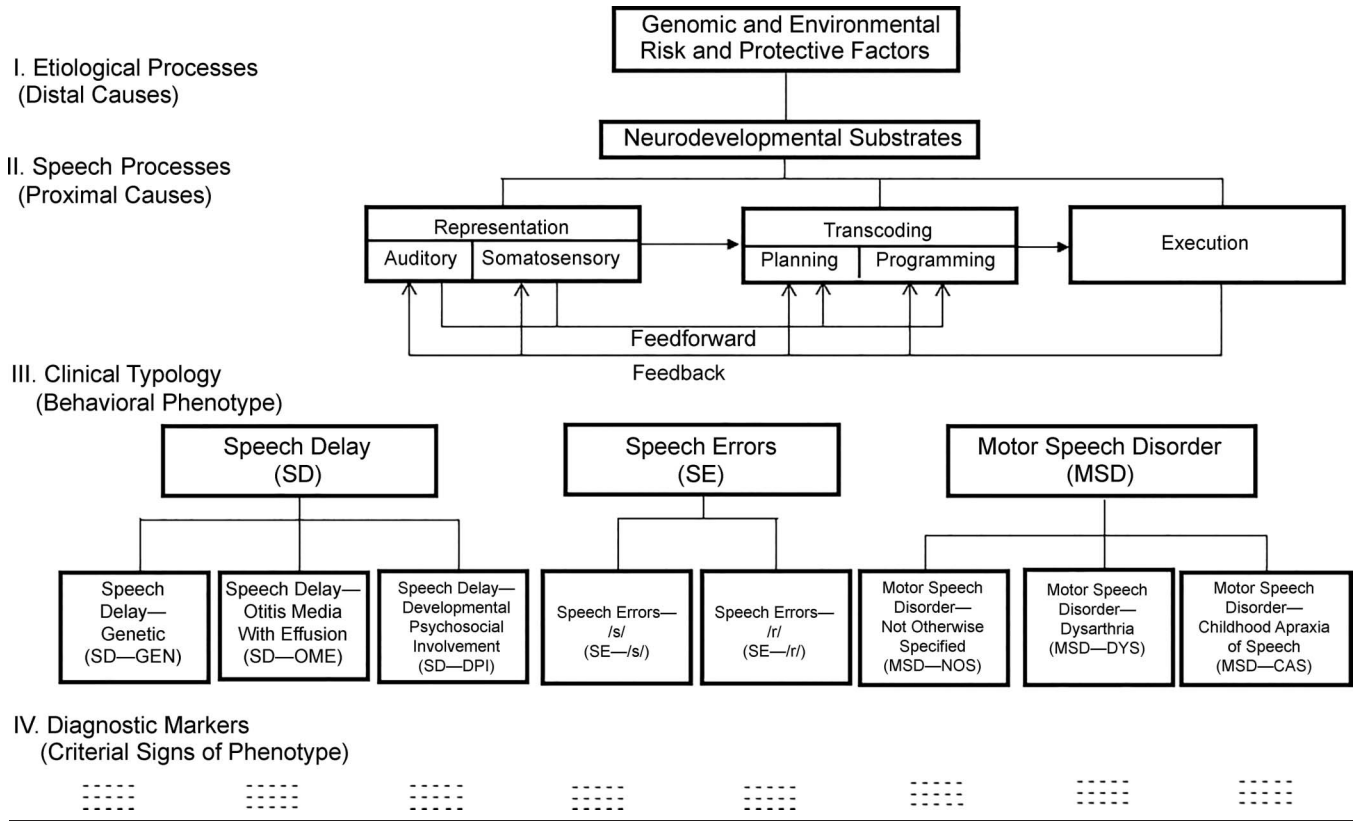 Genomic and Environmental
Risk and Protective Factors
I. Etiological Processes
(Distal Causes)
Neurodevelopmental Substrates
II. Speech Processes
(Proximal Causes)
Representation
Auditory
Somatosensory
Transcoding
Planning
Programming
Execution
Feedforward
Feedback
III. Clinical Typology
(Behavioral Phenotype)
Speech Delay
(SD)
Speech Errors
(SE)
Motor Speech Disorder
(MSD)
Speech
Delay—
Genetic
(SD—GEN)
Speech Delay—
Otitis Media
With Effusion
(SD—OME)
Speech Delay—
Developmental
Psychosocial
Involvement
(SD—DPI)
Speech Errors—
/s/
(SE—/s/)
Speech Errors—
/r/
(SE—/r/)
Motor Speech
Disorder—
Not Otherwise
Specified
(MSD—NOS)
Motor Speech
Disorder—
Dysarthria
(MSD—DYS)
Motor Speech
Disorder—
Childhood Apraxia
of Speech
(MSD—CAS)
IV. Diagnostic Markers
(Criterial Signs of Phenotype)